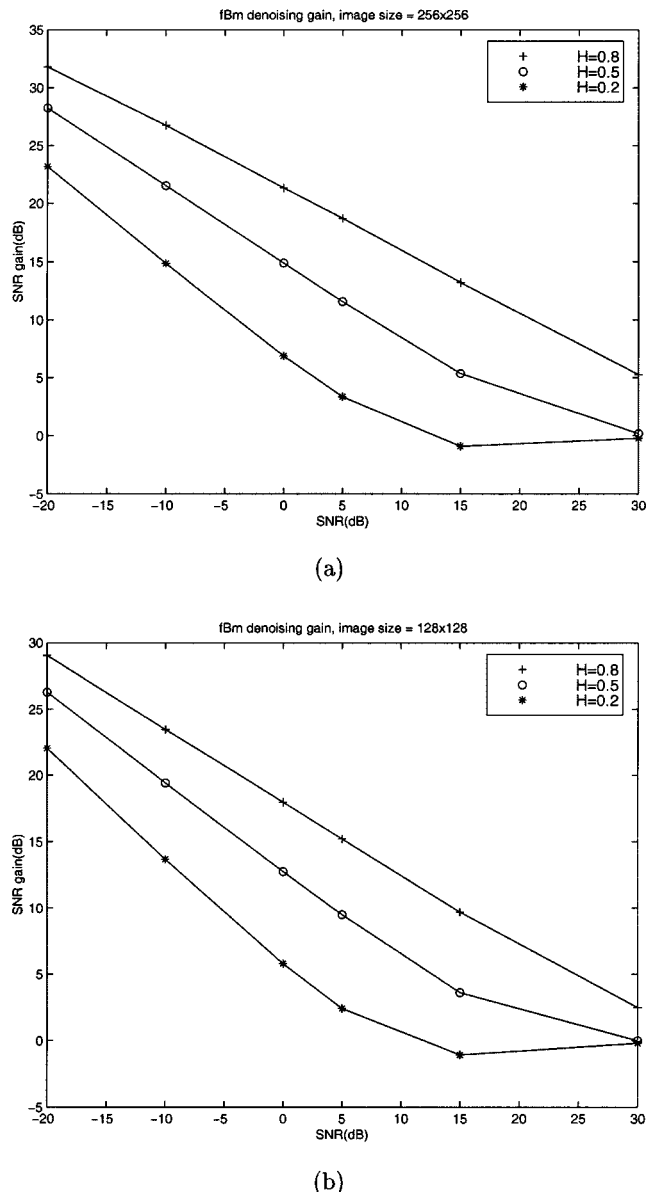 fBm denoising gain, image size = 256x256
35
30
25
20
15
10
5
0
−5
SNR gain(dB)
H=0.8
H=0.5
H=0.2
−20
−15
−10
−5
0
5
10
15
20
25
30
SNR(dB)
(a)
fBm denoising gain, image size = 128x128
30
25
20
15
10
5
0
−5
SNR gain(dB)
H=0.8
H=0.5
H=0.2
−20
−15
−10
−5
0
5
10
15
20
25
30
SNR(dB)
(b)